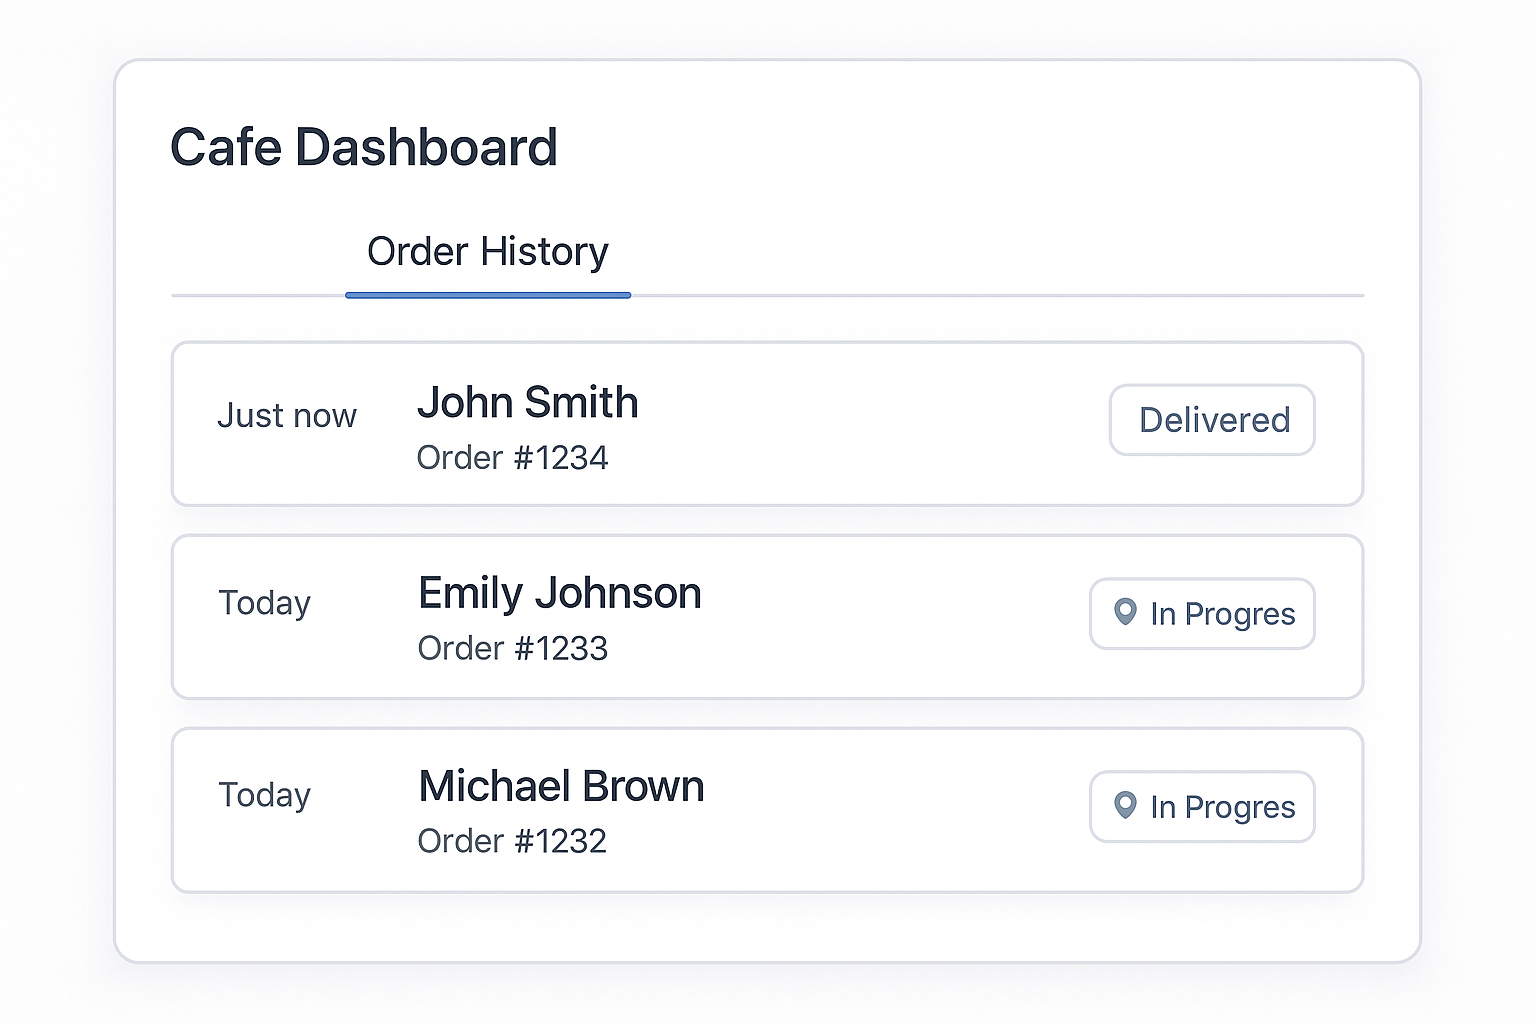 Cafe Dashboard
Order History
Just now
John Smith
Order #1234
Delivered
Today
Emily Johnson
Order #1233
In Progres
Today
Michael Brown
Order #1232
In Progres